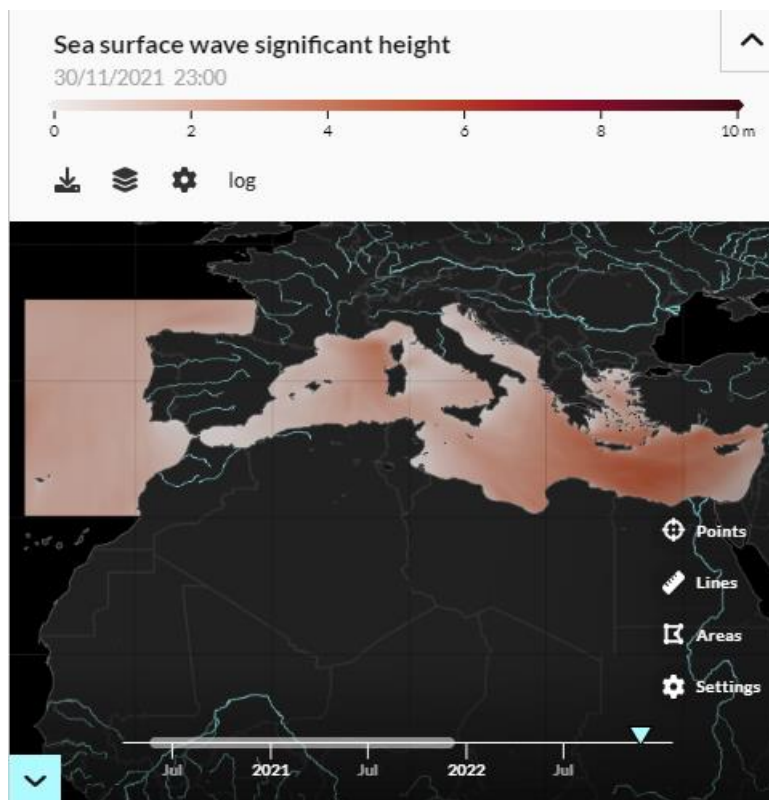 Sea surface wave significant height
30/11/2021 23:00
0 2 4 6 8 10 m
log
Points
Lines
Areas
Settings
Jul 2021 Jul 2022 Jul